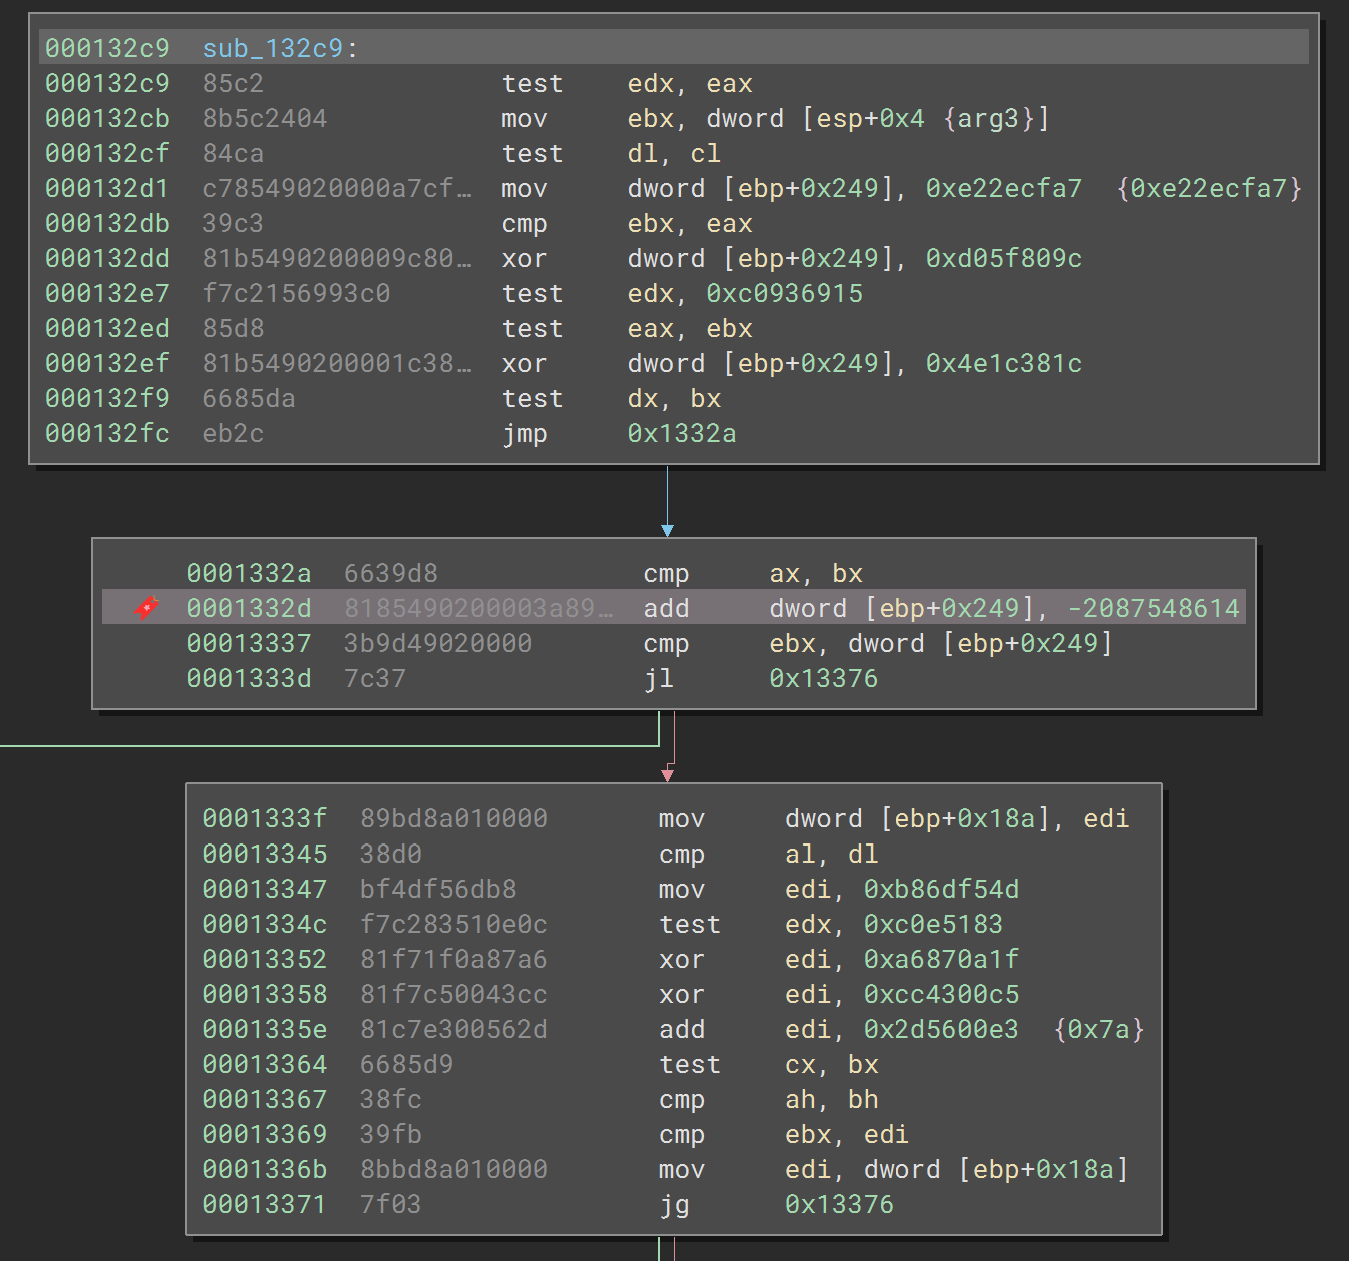 000132c9 sub_132c9:
000132c9 85c2 test edx, eax
000132cb 8b5c2404 mov ebx, dword [esp+0x4 {arg3}]
000132cf 84ca test dl, cl
000132d1 c78549020000a7cf… mov dword [ebp+0x249], 0xe22ecfa7 {0xe22ecfa7}
000132db 39c3 cmp ebx, eax
000132dd 81b5490200009c80… xor dword [ebp+0x249], 0xd05f809c
000132e7 f7c2156993c0 test edx, 0xc0936915
000132ed 85d8 test eax, ebx
000132ef 81b5490200001c38… xor dword [ebp+0x249], 0x4e1c381c
000132f9 6685da test dx, bx
000132fc eb2c jmp 0x1332a
0001332a 6639d8 cmp ax, bx
0001332d 8185490200003a89… add dword [ebp+0x249], -2087548614
00013337 3b9d49020000 cmp ebx, dword [ebp+0x249]
0001333d 7c37 jl 0x13376
0001333f 89bd8a010000 mov dword [ebp+0x18a], edi
00013345 38d0 cmp al, dl
00013347 bf4df56db8 mov edi, 0xb86df54d
0001334c f7c283510e0c test edx, 0xc0e5183
00013352 81f71f0a87a6 xor edi, 0xa6870a1f
00013358 81f7c50043cc xor edi, 0xcc4300c5
0001335e 81c7e300562d add edi, 0x2d5600e3 {0x7a}
00013364 6685d9 test cx, bx
00013367 38fc cmp ah, bh
00013369 39fb cmp ebx, edi
0001336b 8bbd8a010000 mov edi, dword [ebp+0x18a]
00013371 7f03 jg 0x13376